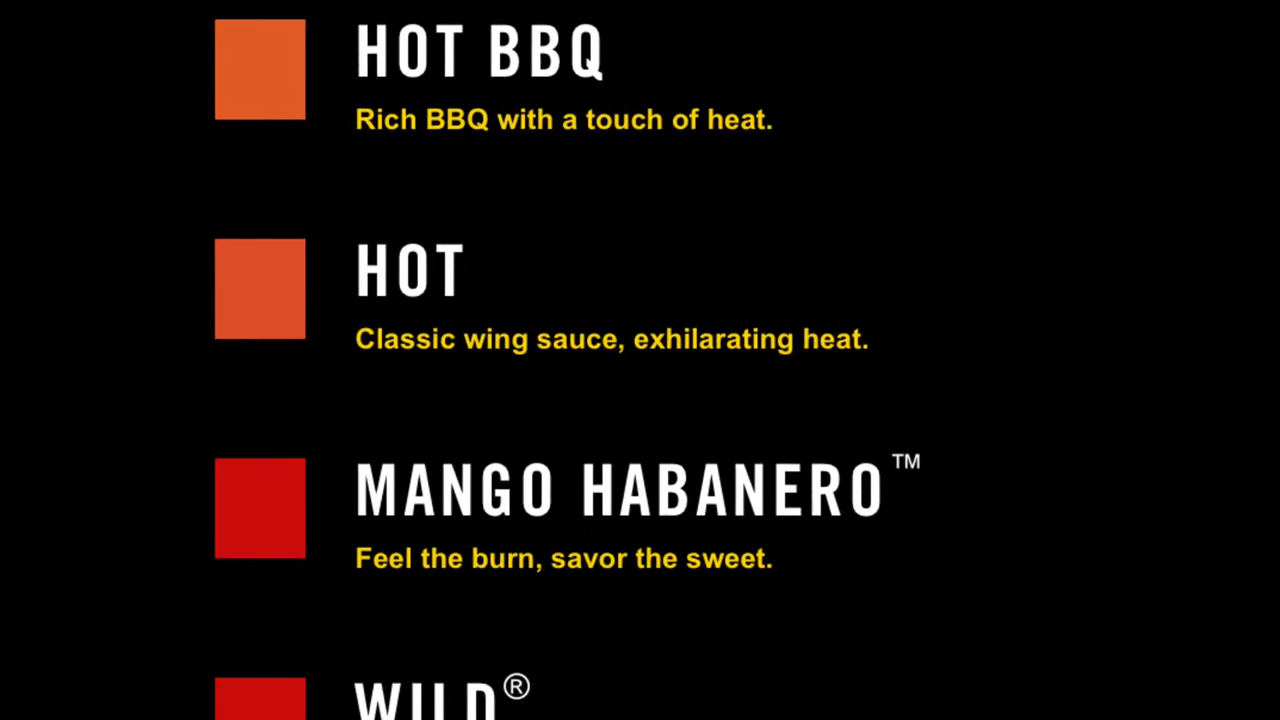 HOT BBQ
Rich BBQ with a touch of heat.
HOT
Classic wing sauce, exhilarating heat.
MANGO HABANERO™
Feel the burn, savor the sweet.
WILD®